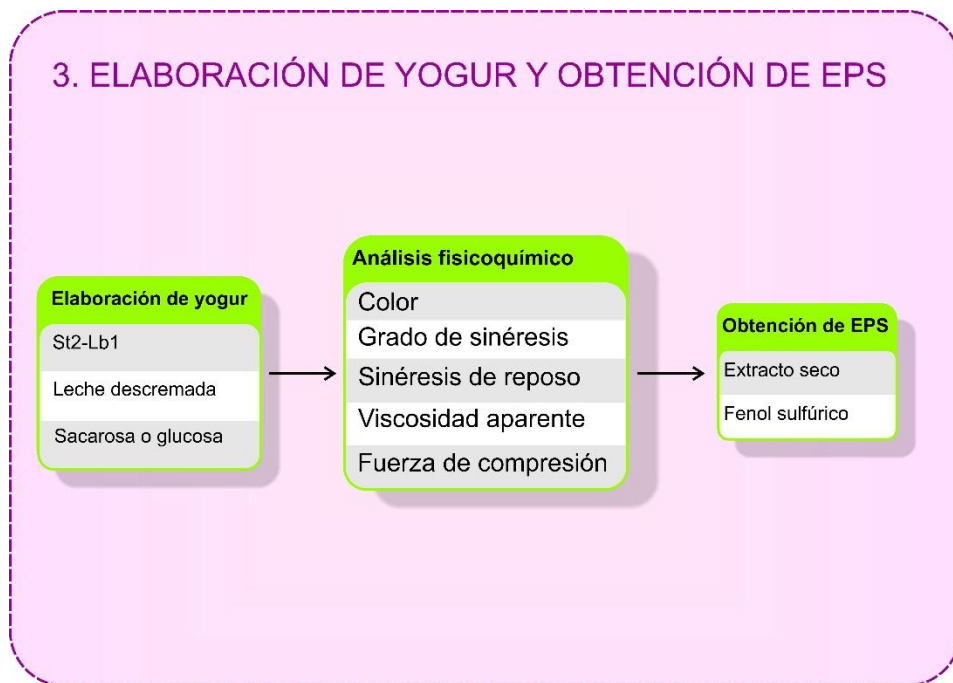 3. ELABORACIÓN DE YOGUR Y OBTENCIÓN DE EPS
Elaboración de yogur
St2-Lb1
Leche descremada
Sacarosa o glucosa
Análisis fisicoquímico
Color
Grado de sinéresis
Sinéresis de reposo
Viscosidad aparente
Fuerza de compresión
Obtención de EPS
Extracto seco
Fenol sulfúrico